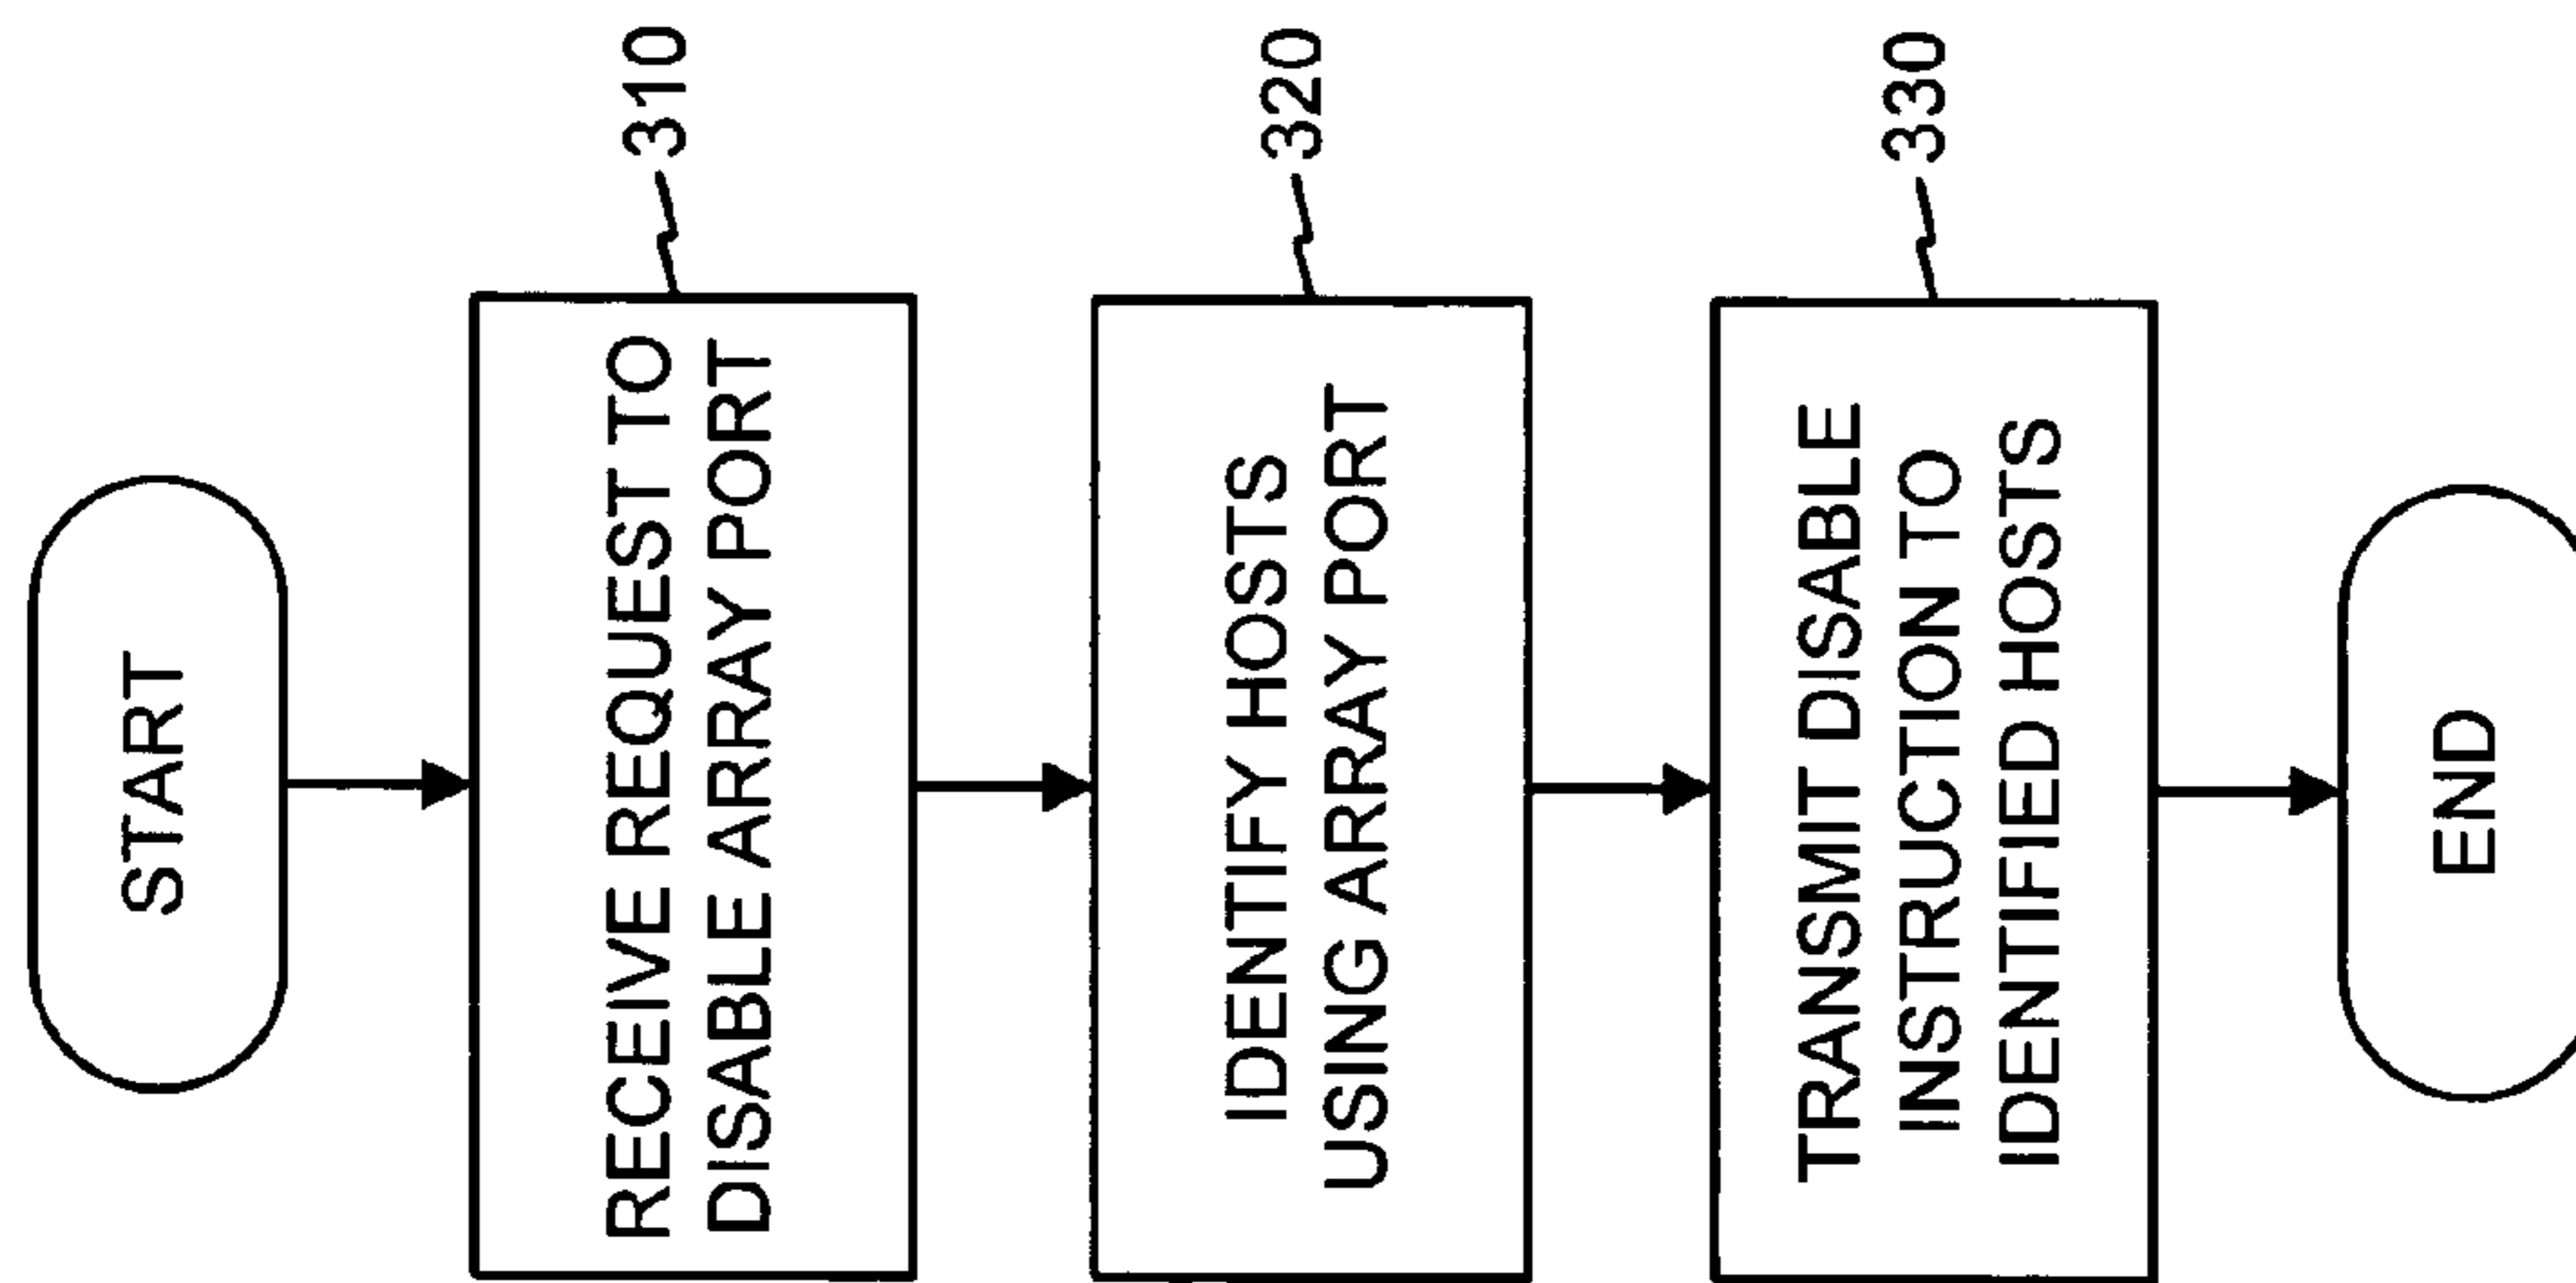 START
RECEIVE REQUEST TO
DISABLE ARRAY PORT
310
IDENTIFY HOSTS
USING ARRAY PORT
320
TRANSMIT DISABLE
INSTRUCTION TO
IDENTIFIED HOSTS
330
END